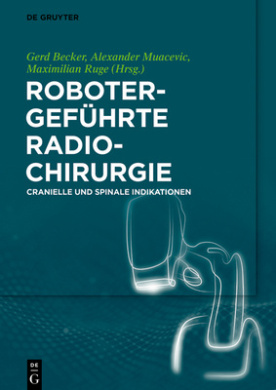 DE GRUYTER
Gerd Becker, Alexander Muacevic,
Maximilian Ruge (Hrsg.)
ROBOTER-
GEFÜHRTE
RADIO-
CHIRURGIE
CRANIELLE UND SPINALE INDIKATIONEN
DE
G